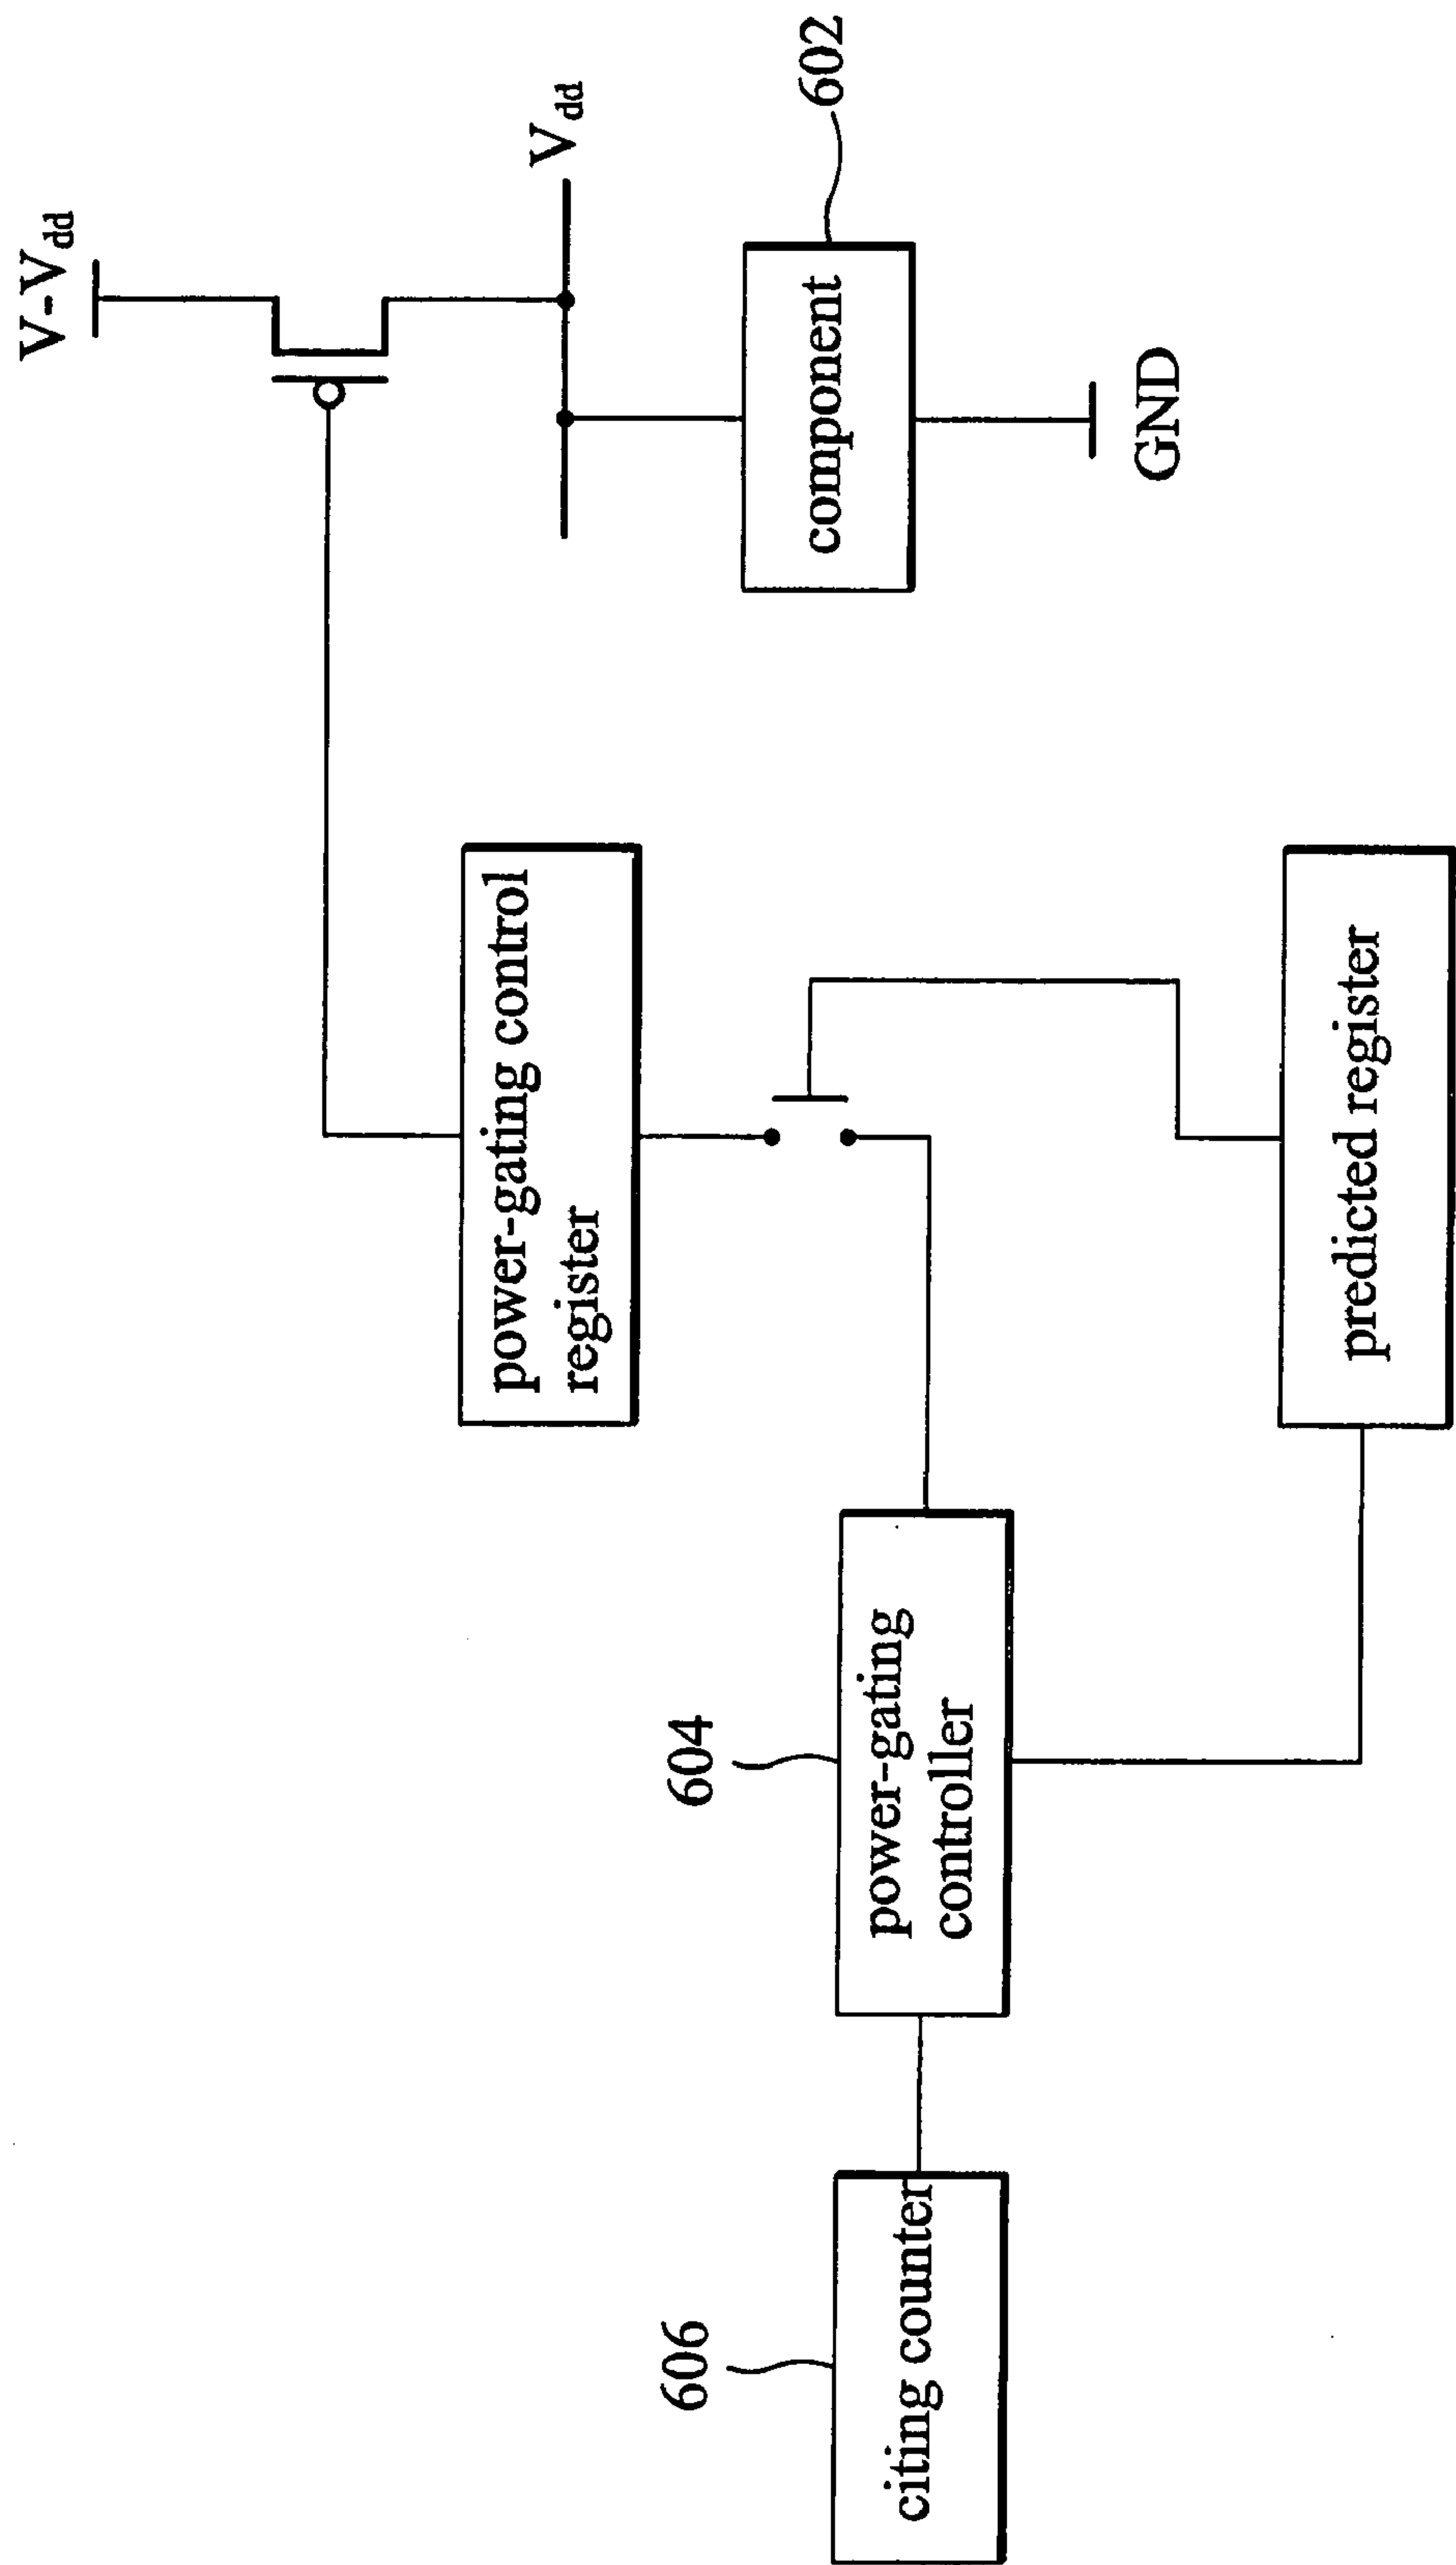 V-Vdd
Vdd
power-gating control
register
component
602
GND
604
power-gating
controller
606
citing counter
predicted register